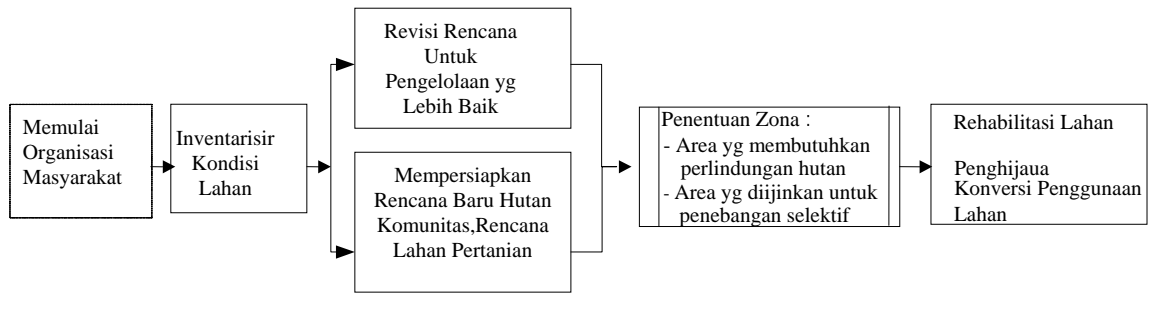 Memulai
Organisasi
Masyarakat
Inventarisir
Kondisi
Lahan
Revisi Rencana
Untuk
Pengelolaan yg
Lebih Baik
Mempersiapkan
Rencana Baru Hutan
Komunitas,Rencana
Lahan Pertanian
Penentuan Zona :
- Area yg membutuhkan
perlindungan hutan
- Area yg diijinkan untuk
penebangan selektif
Rehabilitasi Lahan
Penghijaua
Konversi Penggunaan
Lahan